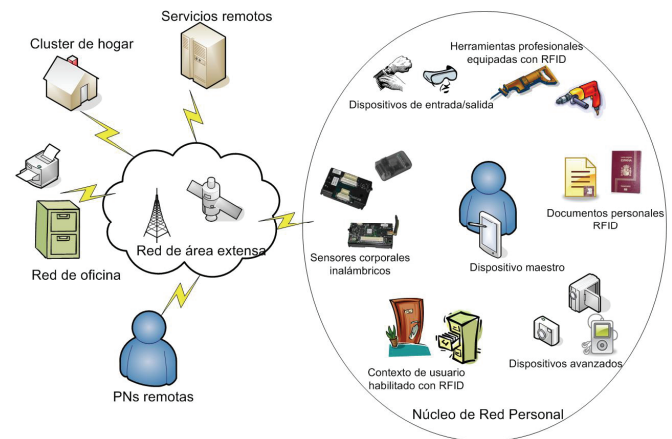 Servicios remotos
Cluster de hogar
Herramientas profesionales
equipadas con RFID
Dispositivos de entrada/salida
Red de área extensa
Red de oficina
Sensores corporales
inalámbricos
Dispositivo maestro
Documentos personales
RFID
Contexto de usuario
habilitado con RFID
Dispositivos avanzados
PNs remotas
Núcleo de Red Personal